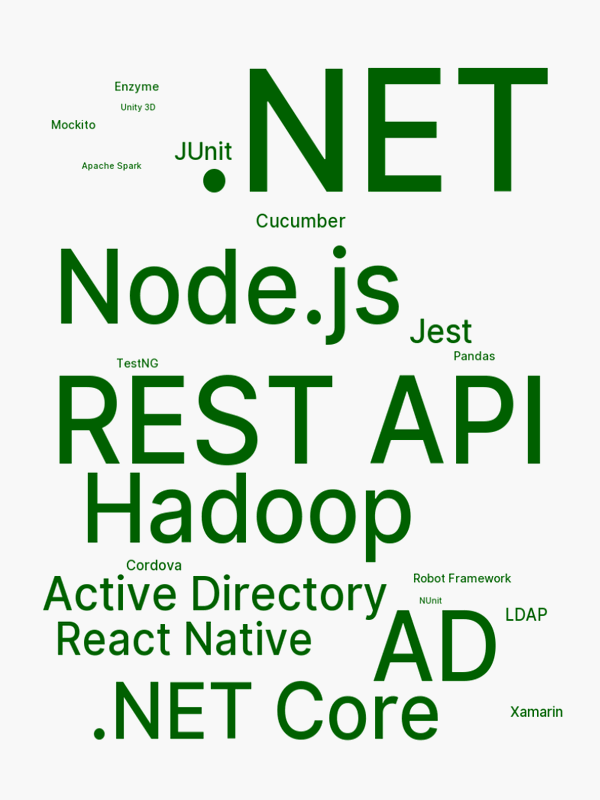 .NET
Enzyme
Unity 3D
Mockito
JUnit
Apache Spark
Cucumber
Node.js
Jest
Pandas
TestNG
REST API
Hadoop
Cordova
Robot Framework
Active Directory
NUnit
LDAP
React Native
AD
.NET Core
Xamarin